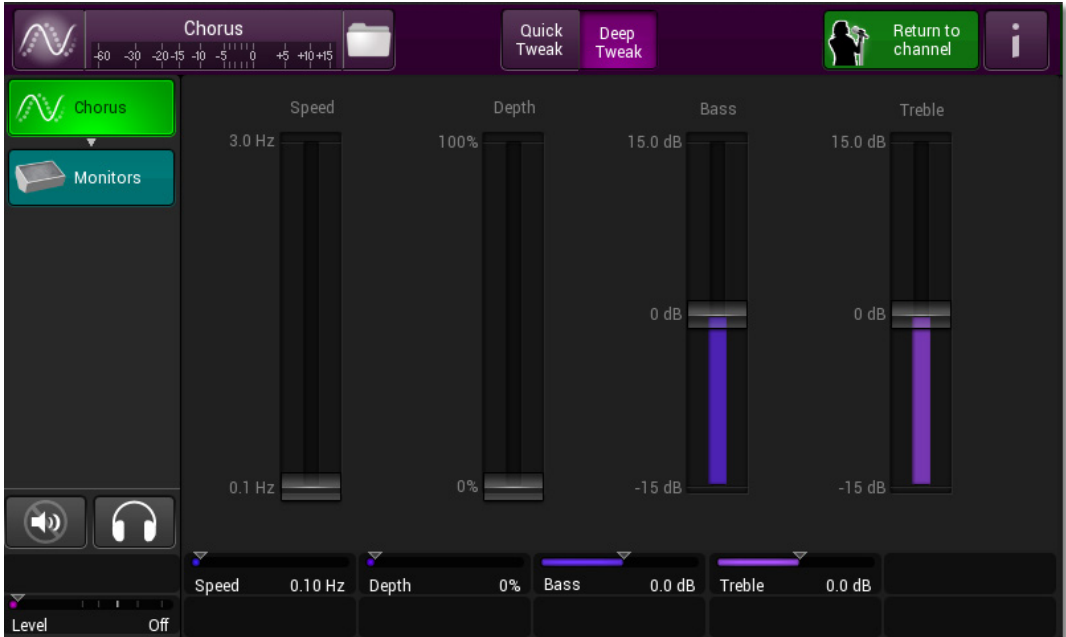 Chorus
-60 -30 -20 -15 -10 -5 0 +5 +10 +15
Quick
Tweak
Deep
Tweak
Return to
channel
i
Chorus
Monitors
Speed Depth Bass Treble
3.0 Hz 100% 15.0 dB 15.0 dB
0 dB 0 dB
0.1 Hz 0% -15 dB -15 dB
Speed 0.10 Hz Depth 0% Bass 0.0 dB Treble 0.0 dB
Level Off